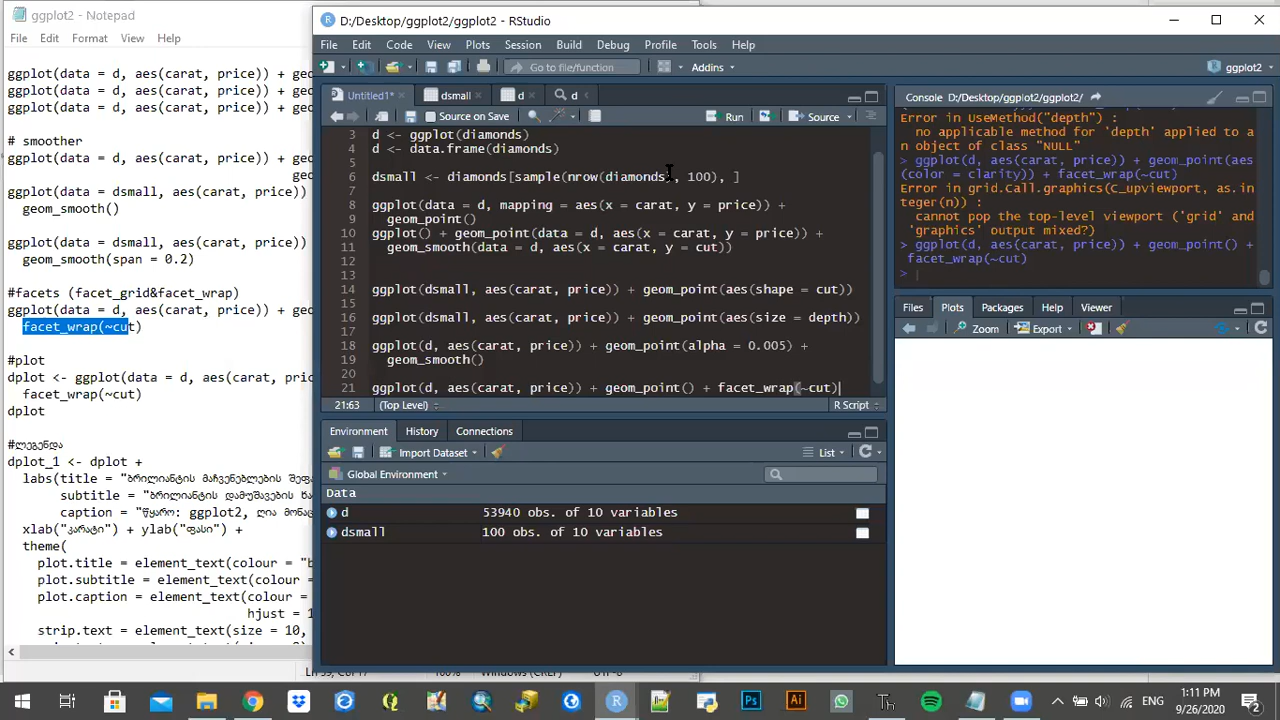 ggplot2 - Notepad
File Edit Format View Help
ggplot(data = d, aes(carat, price)) + geo
ggplot(data = d, aes(carat, price)) + geo
ggplot(data = d, aes(carat, price)) + geo
# smoother
ggplot(data = d, aes(carat, price)) + geo
ggplot(data = d, aes(carat, price)) + geo
ggplot(data = dsmall, aes(carat, price))
geom_smooth()
ggplot(data = dsmall, aes(carat, price))
geom_smooth(span = 0.2)
#facets (facet_grid&facet_wrap)
ggplot(data = d, aes(carat, price)) + geo
facet_wrap(~cut)
#plot
dplot <- ggplot(data = d, aes(carat, pric
facet_wrap(~cut)
dplot
#ლეგენდა
dplot_1 <- dplot +
labs(title = "ბრილიანტის მაჩვენებლების შეფა
subtitle = "ბრილიანტის დამუშავების ხა
caption = "წყარო: ggplot2, ღია მონაც
xlab("კარატი") + ylab("ფასი") +
theme(
plot.title = element_text(colour = "b
plot.subtitle = element_text(colour =
plot.caption = element_text(colour =
hjust = 1
strip.text = element_text(size = 10,
100%
Windows (CRLF)
UTF-8
D:/Desktop/ggplot2/ggplot2 - RStudio
File Edit Code View Plots Session Build Debug Profile Tools Help
Go to file/function
Addins
ggplot2
Untitled1*
dsmall
d
d
Source on Save
Run
Source
3 d <- ggplot(diamonds)
4 d <- data.frame(diamonds)
5
6 dsmall <- diamonds[sample(nrow(diamonds), 100), ]
7
8 ggplot(data = d, mapping = aes(x = carat, y = price)) +
9 geom_point()
10 ggplot() + geom_point(data = d, aes(x = carat, y = price)) +
11 geom_smooth(data = d, aes(x = carat, y = cut))
12
13
14 ggplot(dsmall, aes(carat, price)) + geom_point(aes(shape = cut))
15
16 ggplot(dsmall, aes(carat, price)) + geom_point(aes(size = depth))
17
18 ggplot(d, aes(carat, price)) + geom_point(alpha = 0.005) +
19 geom_smooth()
20
21 ggplot(d, aes(carat, price)) + geom_point() + facet_wrap(~cut)
21:63
(Top Level)
R Script
Environment History Connections
Import Dataset
List
Global Environment
Data
d 53940 obs. of 10 variables
dsmall 100 obs. of 10 variables
Console D:/Desktop/ggplot2/ggplot2/
Error in UseMethod("depth") :
no applicable method for 'depth' applied to a
n object of class "NULL"
> ggplot(d, aes(carat, price)) + geom_point(aes
(color = clarity)) + facet_wrap(~cut)
Error in grid.Call.graphics(C_upviewport, as.in
teger(n)) :
cannot pop the top-level viewport ('grid' and
'graphics' output mixed?)
> ggplot(d, aes(carat, price)) + geom_point() +
facet_wrap(~cut)
>
Files Plots Packages Help Viewer
Zoom
Export
ENG
1:11 PM
9/26/2020